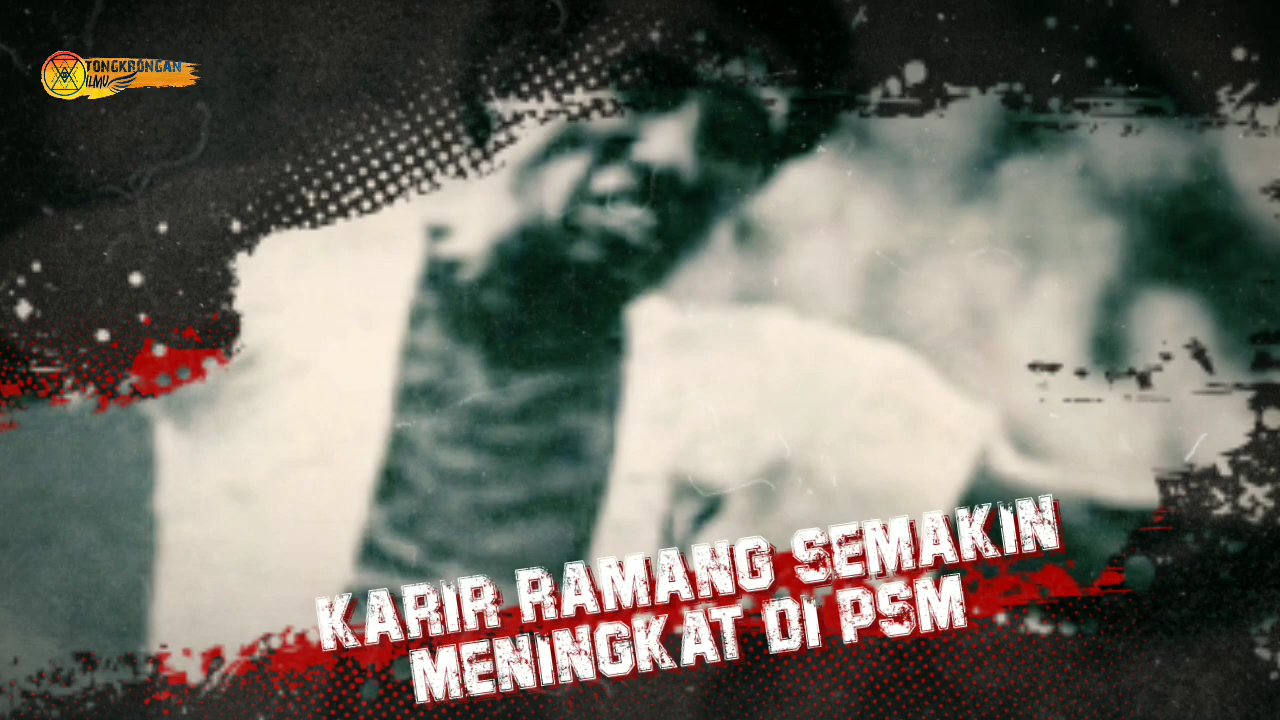 TONGKRONGAN
ILMU
KARIR RAMANG SEMAKIN
MENINGKAT DI PSM